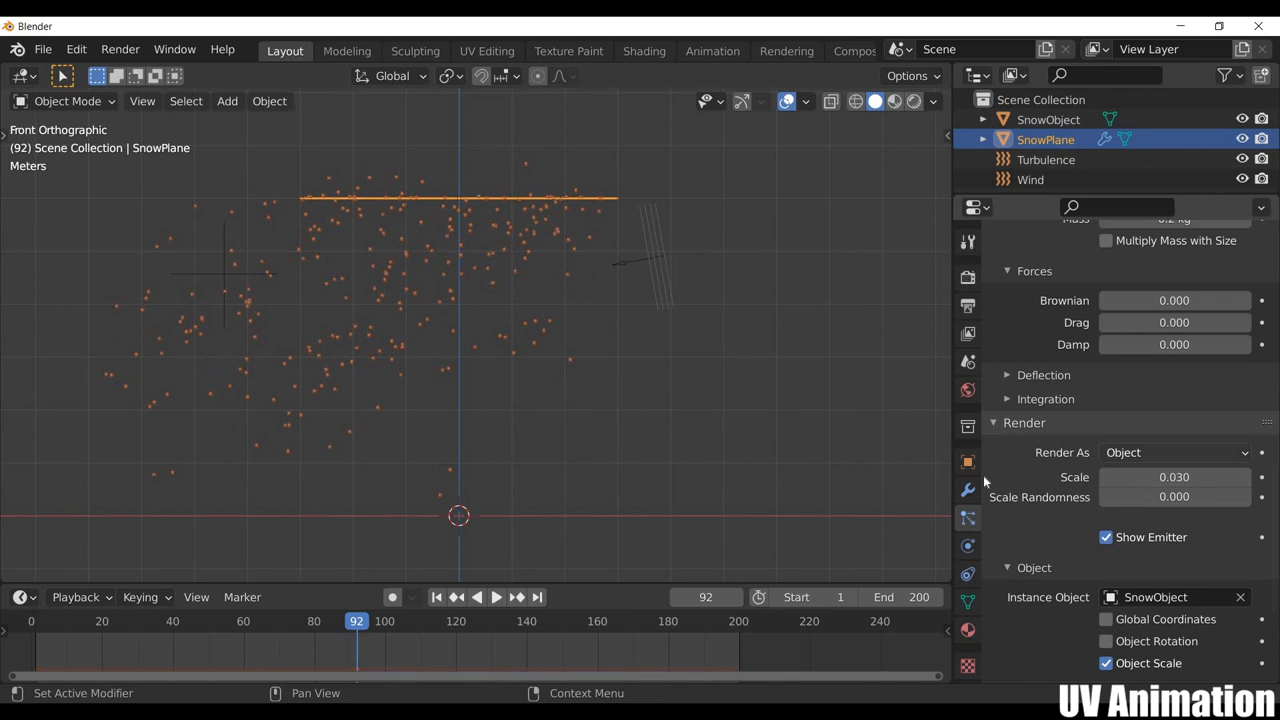 Blender
File Edit Render Window Help
Layout Modeling Sculpting UV Editing Texture Paint Shading Animation Rendering Compos
Scene
View Layer
Global
Options
Object Mode View Select Add Object
Front Orthographic
(92) Scene Collection | SnowPlane
Meters
Scene Collection
SnowObject
SnowPlane
Turbulence
Wind
Multiply Mass with Size
Forces
Brownian 0.000
Drag 0.000
Damp 0.000
Deflection
Integration
Render
Render As Object
Scale 0.030
Scale Randomness 0.000
Show Emitter
Object
Instance Object SnowObject
Global Coordinates
Object Rotation
Object Scale
Playback Keying View Marker
92 Start 1 End 200
0 20 40 60 80 92 100 120 140 160 180 200 220 240
Set Active Modifier Pan View Context Menu
UV Animation